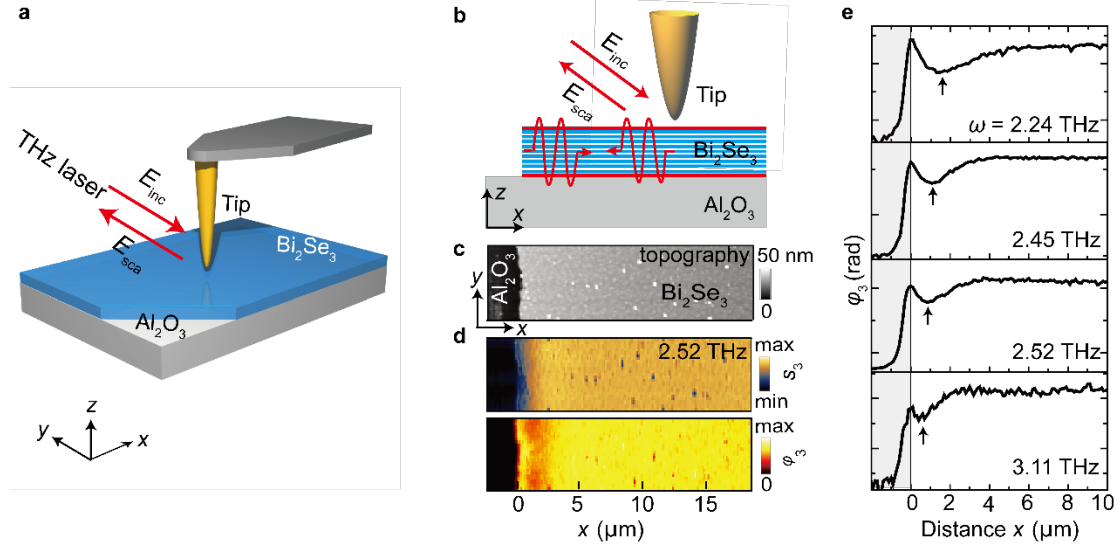 a
THz laser
E_inc
E_sca
Tip
Bi₂Se₃
Al₂O₃
z
y
x
b
E_inc
E_sca
Tip
Bi₂Se₃
Al₂O₃
z
x
c
topography
50 nm
0
Al₂O₃
Bi₂Se₃
y
x
d
2.52 THz
max
s₃
min
max
φ₃
0
0 5 10 15
x (μm)
e
φ₃ (rad)
ω = 2.24 THz
2.45 THz
2.52 THz
3.11 THz
-2 0 2 4 6 8 10
Distance x (μm)